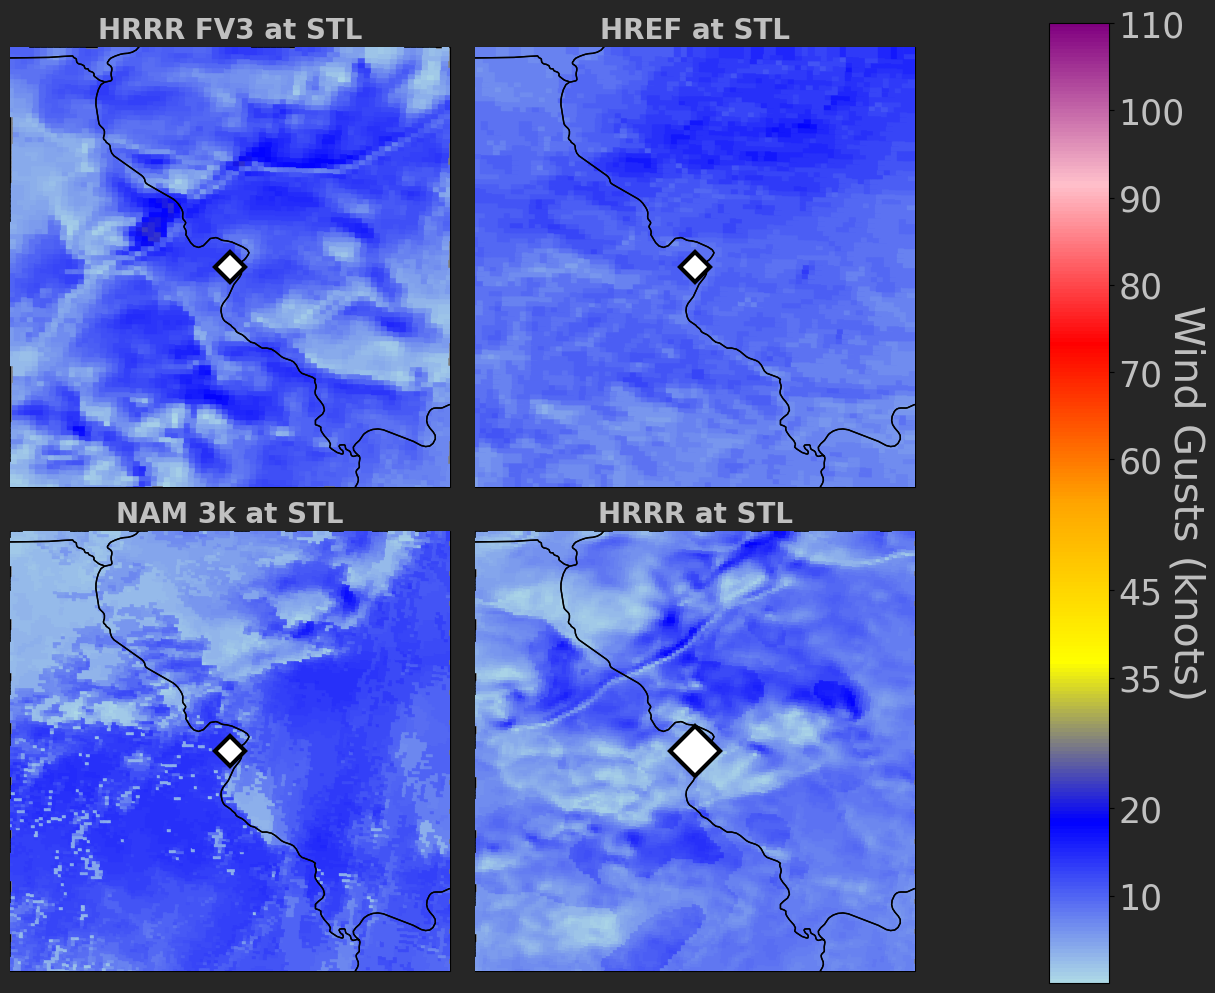 HRRR FV3 at STL
HREF at STL
NAM 3k at STL
HRRR at STL
110
100
90
80
70
60
45
35
20
10
Wind Gusts (knots)